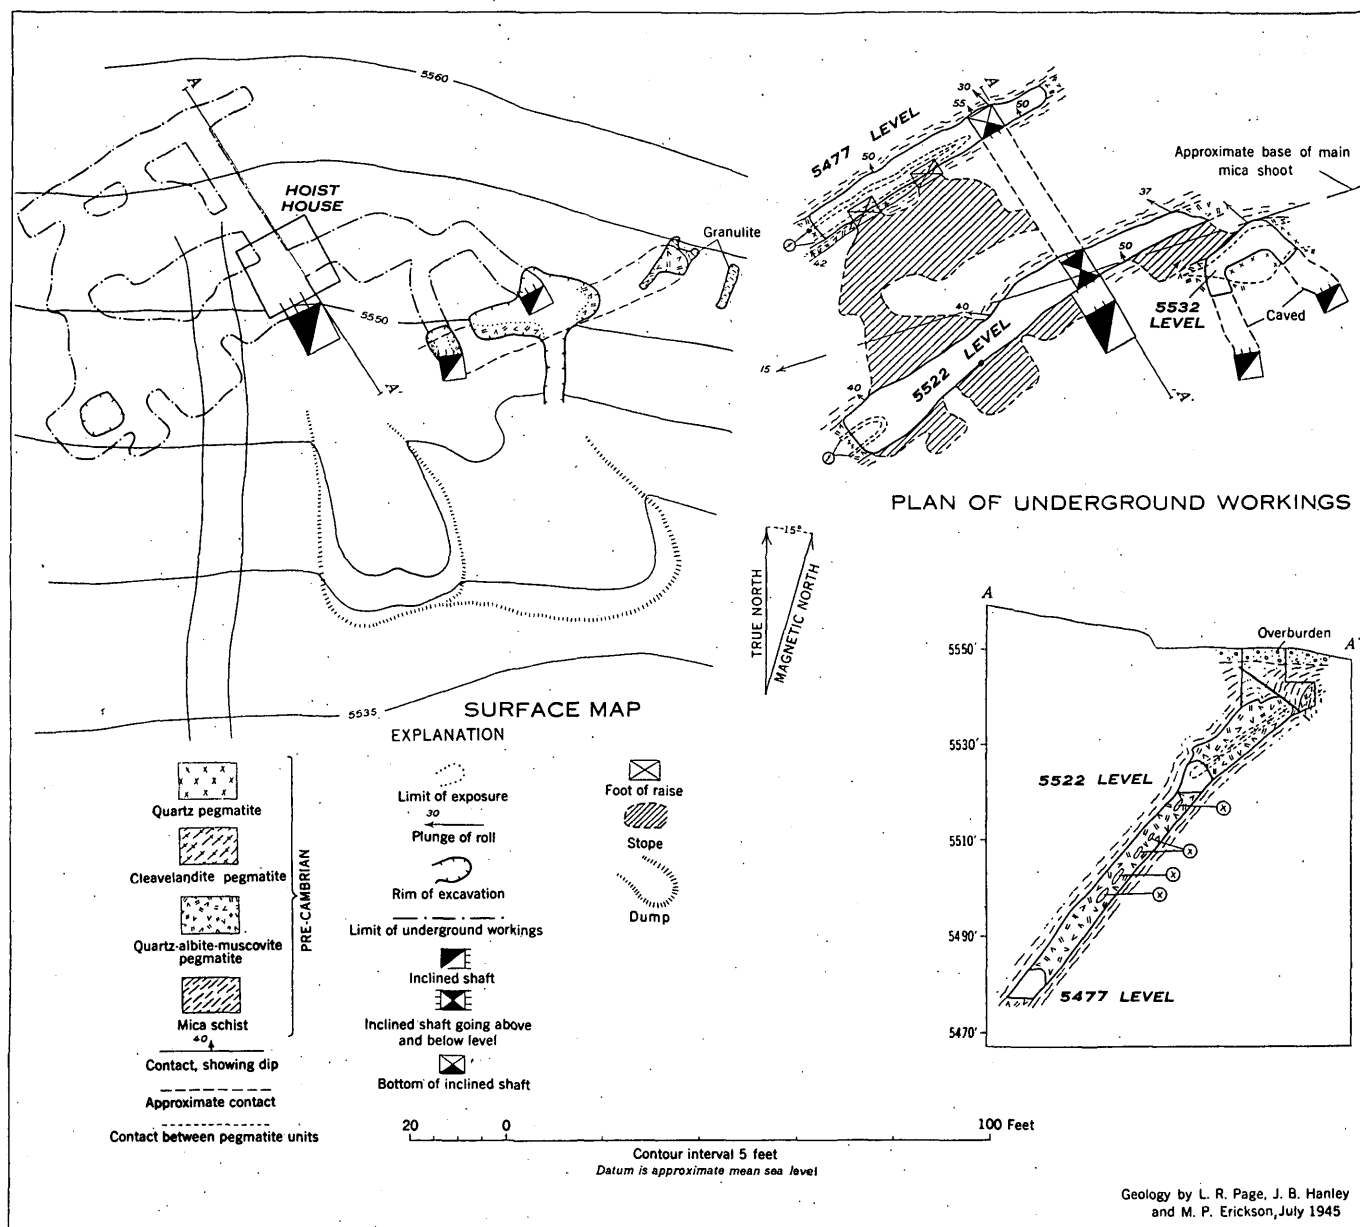 A
5560
HOIST
HOUSE
Granulite
5550
A'
5535
SURFACE MAP
A
30
55
50
5477 LEVEL
50
Approximate base of main
mica shoot
37
42
50
40
5532
LEVEL
Caved
15
5522 LEVEL
40
A'
PLAN OF UNDERGROUND WORKINGS
15°
TRUE NORTH
MAGNETIC NORTH
A
A'
Overburden
5550'
5530'
5522 LEVEL
5510'
5490'
5477 LEVEL
5470'
x
x
x
x
EXPLANATION
Quartz pegmatite
Cleavelandite pegmatite
Quartz-albite-muscovite
pegmatite
Mica schist
PRE-CAMBRIAN
40
Contact, showing dip
Approximate contact
Contact between pegmatite units
Limit of exposure
30
Plunge of roll
Rim of excavation
Limit of underground workings
Inclined shaft
Inclined shaft going above
and below level
Bottom of inclined shaft
Foot of raise
Stope
Dump
20 0 100 Feet
Contour interval 5 feet
Datum is approximate mean sea level
Geology by L. R. Page, J. B. Hanley
and M. P. Erickson, July 1945